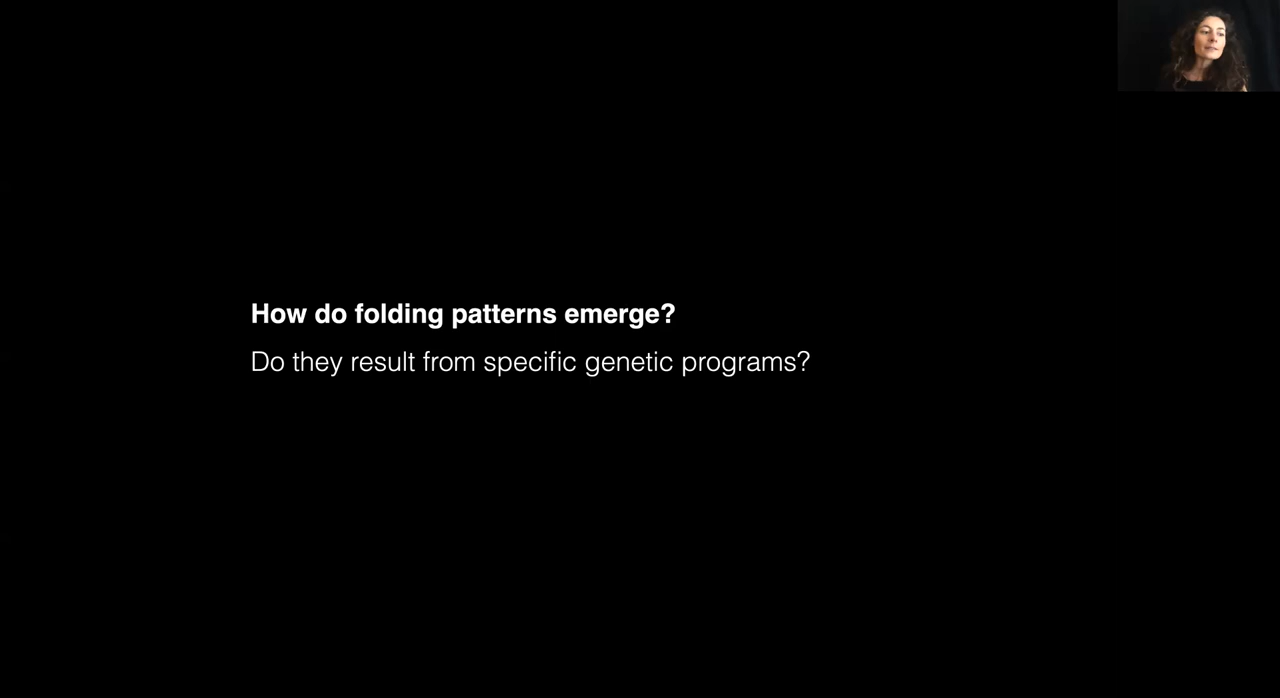 How do folding patterns emerge?
Do they result from specific genetic programs?